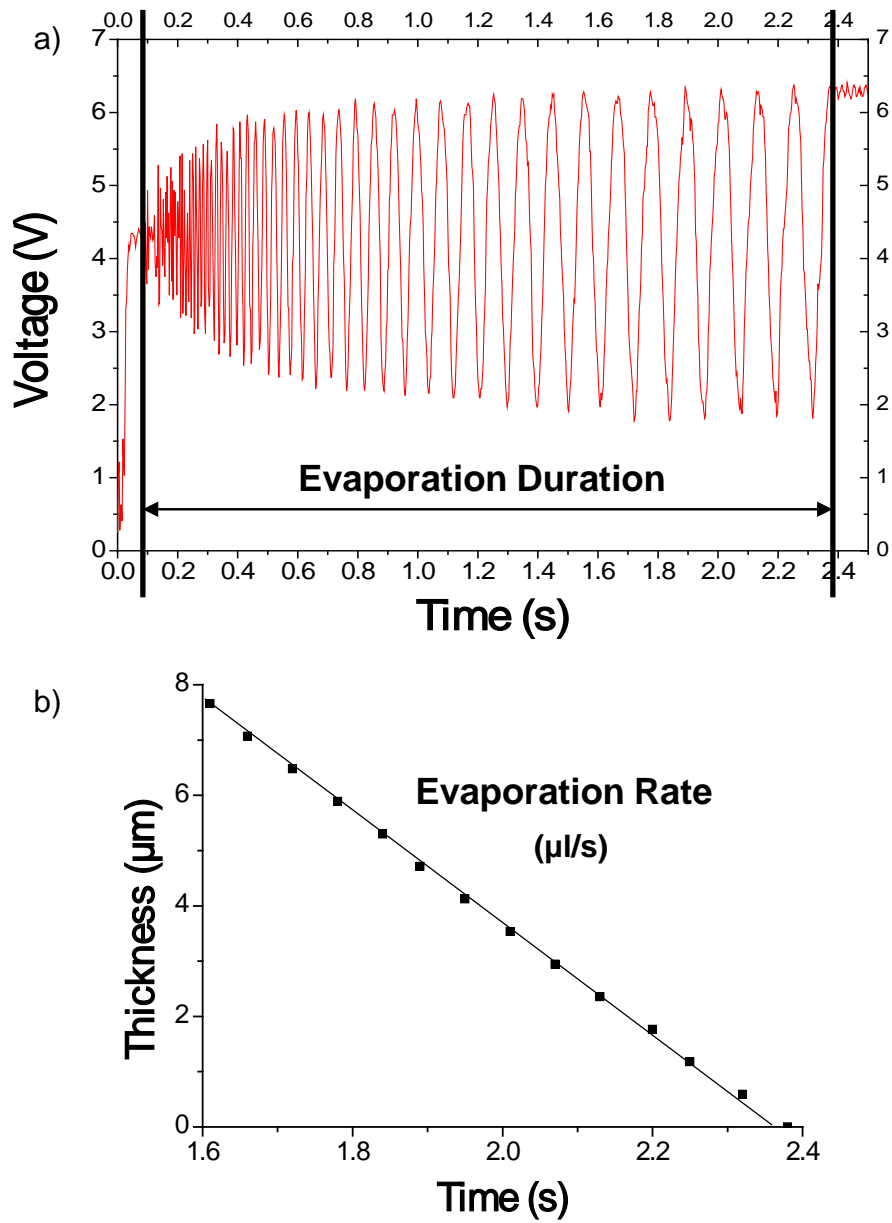 a)
0.0 0.2 0.4 0.6 0.8 1.0 1.2 1.4 1.6 1.8 2.0 2.2 2.4
7 7
6 6
5 5
4 4
3 3
2 2
1 1
0 0
Voltage (V)
Evaporation Duration
0.0 0.2 0.4 0.6 0.8 1.0 1.2 1.4 1.6 1.8 2.0 2.2 2.4
Time (s)
b)
8
6
4
2
0
Thickness (µm)
Evaporation Rate
(µl/s)
1.6 1.8 2.0 2.2 2.4
Time (s)